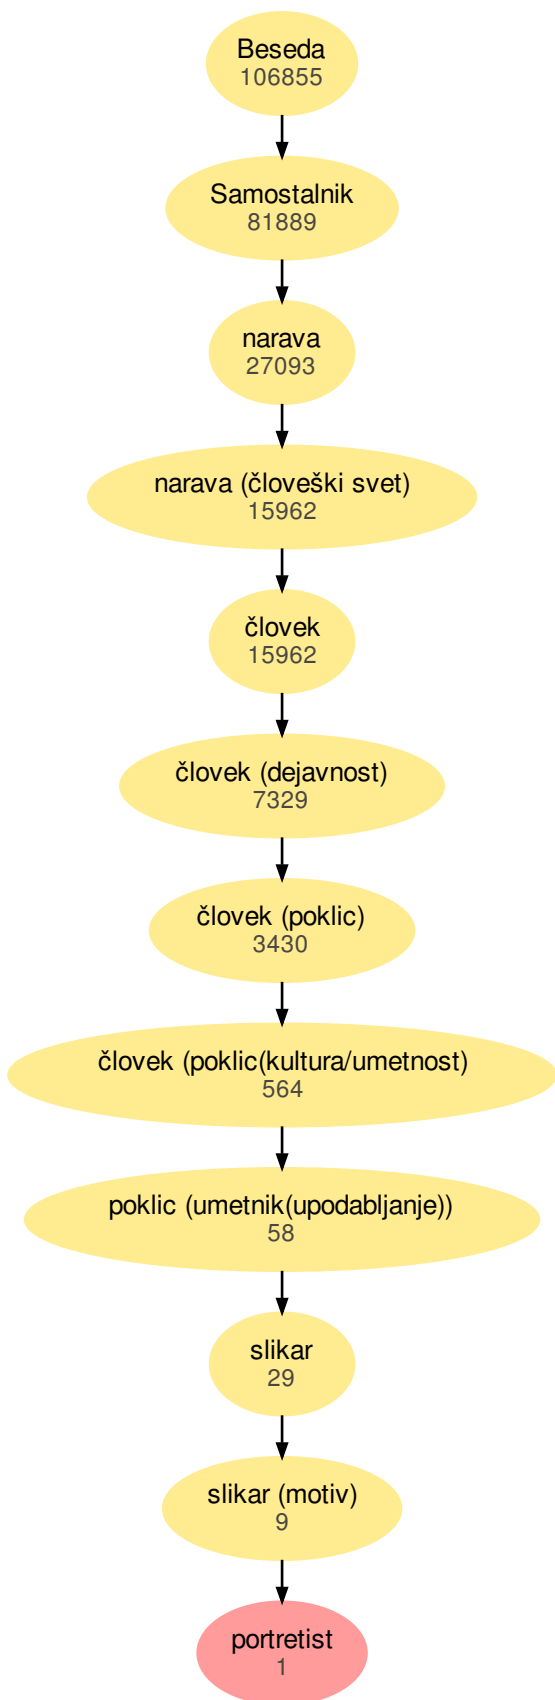 Beseda
106855
Samostalnik
81889
narava
27093
narava (človeški svet)
15962
človek
15962
človek (dejavnost)
7329
človek (poklic)
3430
človek (poklic(kultura/umetnost)
564
poklic (umetnik(upodabljanje))
58
slikar
29
slikar (motiv)
9
portretist
1